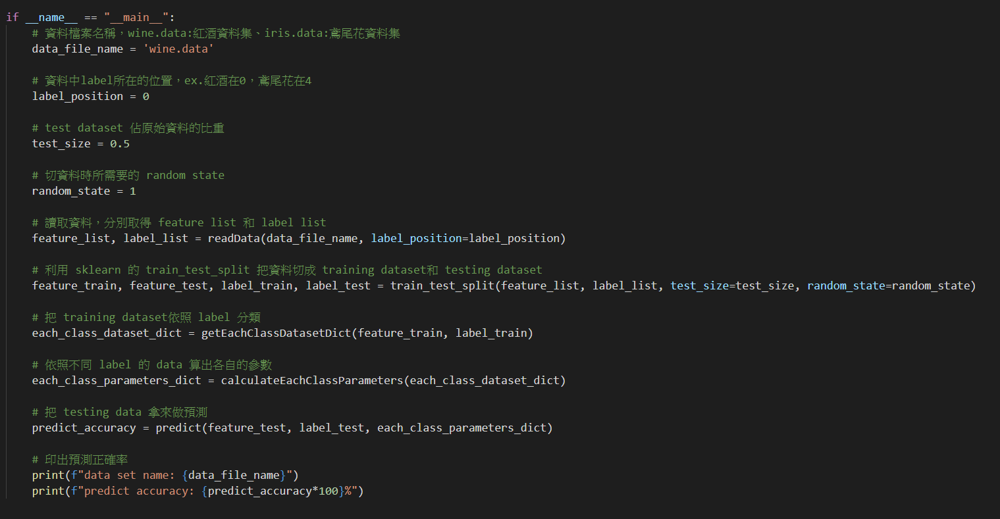 if __name__ == "__main__":
    # 資料檔案名稱，wine.data:紅酒資料集、iris.data:鳶尾花資料集
    data_file_name = 'wine.data'

    # 資料中label所在的位置，ex.紅酒在0，鳶尾花在4
    label_position = 0

    # test dataset 佔原始資料的比重
    test_size = 0.5

    # 切資料時所需要的 random state
    random_state = 1

    # 讀取資料，分別取得 feature list 和 label list
    feature_list, label_list = readData(data_file_name, label_position=label_position)

    # 利用 sklearn 的 train_test_split 把資料切成 training dataset和 testing dataset
    feature_train, feature_test, label_train, label_test = train_test_split(feature_list, label_list, test_size=test_size, random_state=random_state)

    # 把 training dataset依照 label 分類
    each_class_dataset_dict = getEachClassDatasetDict(feature_train, label_train)

    # 依照不同 label 的 data 算出各自的參數
    each_class_parameters_dict = calculateEachClassParameters(each_class_dataset_dict)

    # 把 testing data 拿來做預測
    predict_accuracy = predict(feature_test, label_test, each_class_parameters_dict)

    # 印出預測正確率
    print(f"data set name: {data_file_name}")
    print(f"predict accuracy: {predict_accuracy*100}%")